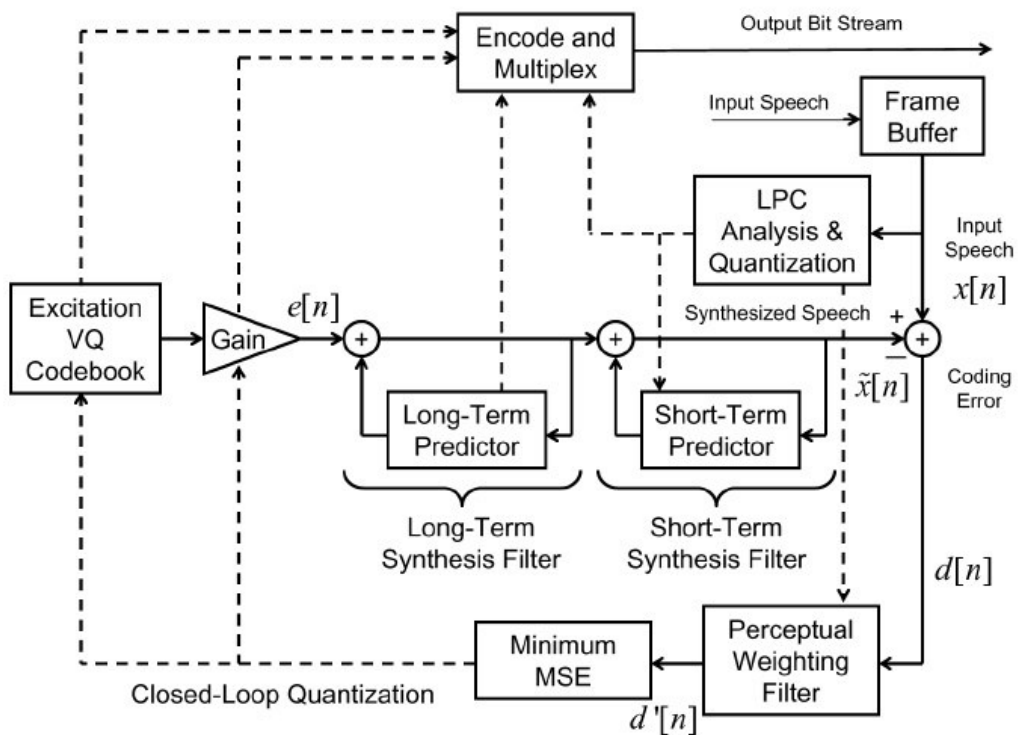 Encode and
Multiplex
Output Bit Stream
Input Speech
Frame
Buffer
LPC
Analysis &
Quantization
Input
Speech
x[n]
Excitation
VQ
Codebook
Gain
e[n]
+
+
Synthesized Speech
+
+
−
x̃[n]
Coding
Error
Long-Term
Predictor
Short-Term
Predictor
Long-Term
Synthesis Filter
Short-Term
Synthesis Filter
d[n]
Perceptual
Weighting
Filter
Minimum
MSE
Closed-Loop Quantization
d'[n]